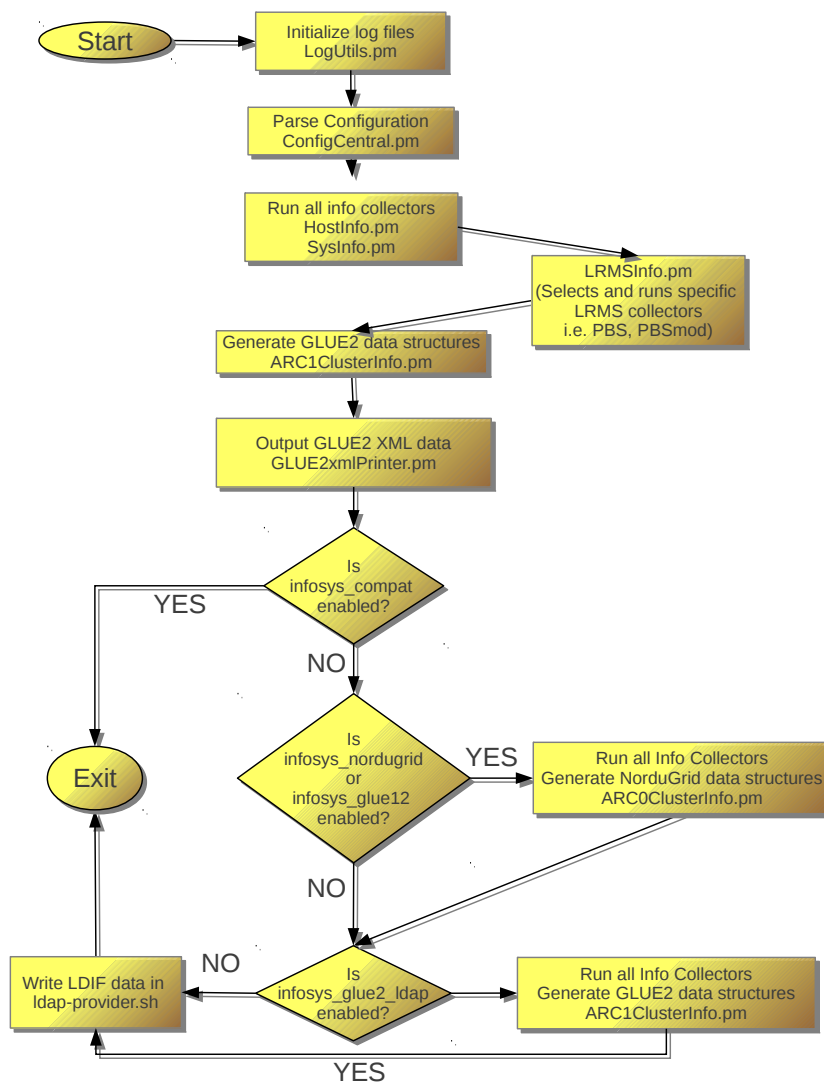 Start
Initialize log files
LogUtils.pm
Parse Configuration
ConfigCentral.pm
Run all info collectors
HostInfo.pm
SysInfo.pm
LRMSInfo.pm
(Selects and runs specific
LRMS collectors
i.e. PBS, PBSmod)
Generate GLUE2 data structures
ARC1ClusterInfo.pm
Output GLUE2 XML data
GLUE2xmlPrinter.pm
Is
infosys_compat
enabled?
YES
NO
Exit
Is
infosys_nordugrid
or
infosys_glue12
enabled?
YES
Run all Info Collectors
Generate NorduGrid data structures
ARC0ClusterInfo.pm
NO
Write LDIF data in
ldap-provider.sh
NO
Is
infosys_glue2_ldap
enabled?
Run all Info Collectors
Generate GLUE2 data structures
ARC1ClusterInfo.pm
YES